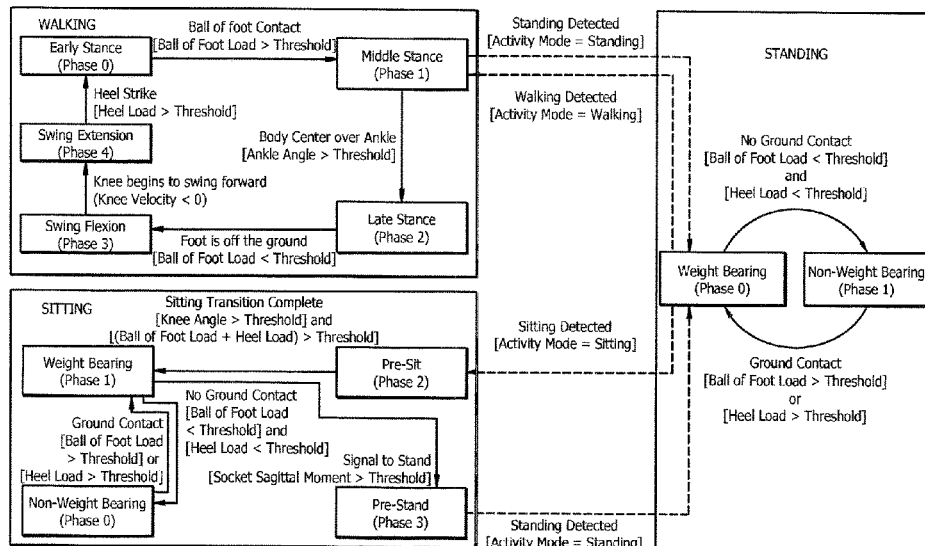 WALKING
Early Stance
(Phase 0)
Ball of foot Contact
[Ball of Foot Load > Threshold]
Middle Stance
(Phase 1)
Heel Strike
[Heel Load > Threshold]
Swing Extension
(Phase 4)
Body Center over Ankle
[Ankle Angle > Threshold]
Knee begins to swing forward
(Knee Velocity < 0)
Swing Flexion
(Phase 3)
Late Stance
(Phase 2)
Foot is off the ground
[Ball of Foot Load < Threshold]
Standing Detected
[Activity Mode = Standing]
Walking Detected
[Activity Mode = Walking]
STANDING
No Ground Contact
[Ball of Foot Load < Threshold]
and
[Heel Load < Threshold]
Weight Bearing
(Phase 0)
Non-Weight Bearing
(Phase 1)
Ground Contact
[Ball of Foot Load > Threshold]
or
[Heel Load > Threshold]
SITTING
Sitting Transition Complete
[Knee Angle > Threshold] and
[(Ball of Foot Load + Heel Load) > Threshold]
Weight Bearing
(Phase 1)
Pre-Sit
(Phase 2)
Sitting Detected
[Activity Mode = Sitting]
No Ground Contact
[Ball of Foot Load
< Threshold] and
[Heel Load < Threshold]
Ground Contact
[Ball of Foot Load
> Threshold] or
[Heel Load > Threshold]
Signal to Stand
[Socket Sagittal Moment > Threshold]
Non-Weight Bearing
(Phase 0)
Pre-Stand
(Phase 3)
Standing Detected
[Activity Mode = Standing]